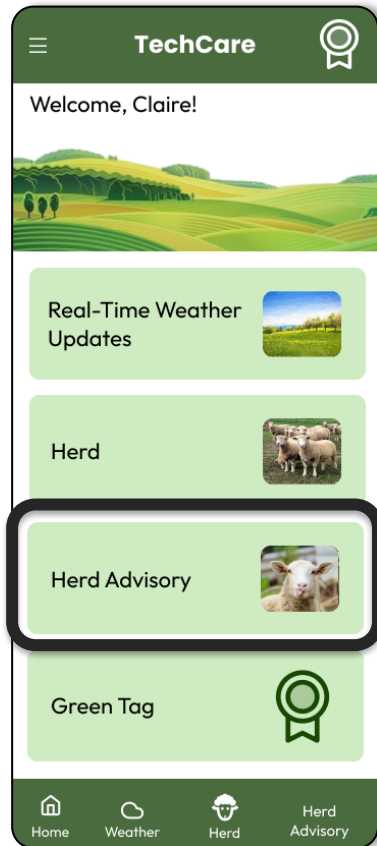 TechCare
Welcome, Claire!
Real-Time Weather
Updates
Herd
Herd Advisory
Green Tag
Home
Weather
Herd
Herd
Advisory